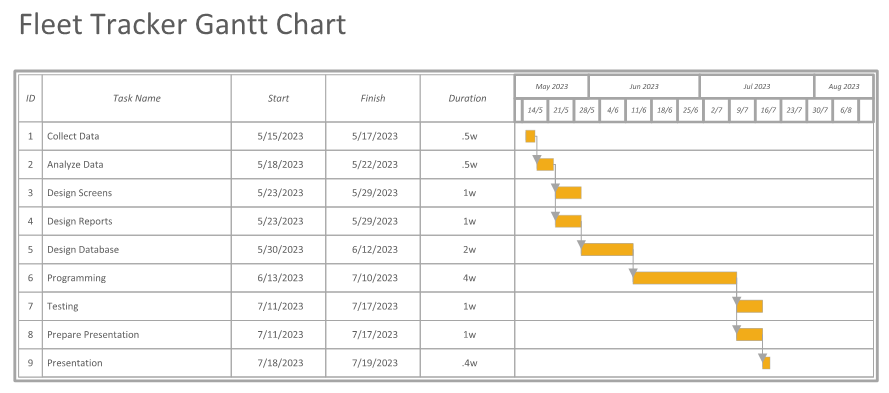 Fleet Tracker Gantt Chart
ID Task Name Start Finish Duration May 2023 Jun 2023 Jul 2023 Aug 2023
14/5 21/5 28/5 4/6 11/6 18/6 25/6 2/7 9/7 16/7 23/7 30/7 6/8
1 Collect Data 5/15/2023 5/17/2023 .5w
2 Analyze Data 5/18/2023 5/22/2023 .5w
3 Design Screens 5/23/2023 5/29/2023 1w
4 Design Reports 5/23/2023 5/29/2023 1w
5 Design Database 5/30/2023 6/12/2023 2w
6 Programming 6/13/2023 7/10/2023 4w
7 Testing 7/11/2023 7/17/2023 1w
8 Prepare Presentation 7/11/2023 7/17/2023 1w
9 Presentation 7/18/2023 7/19/2023 .4w